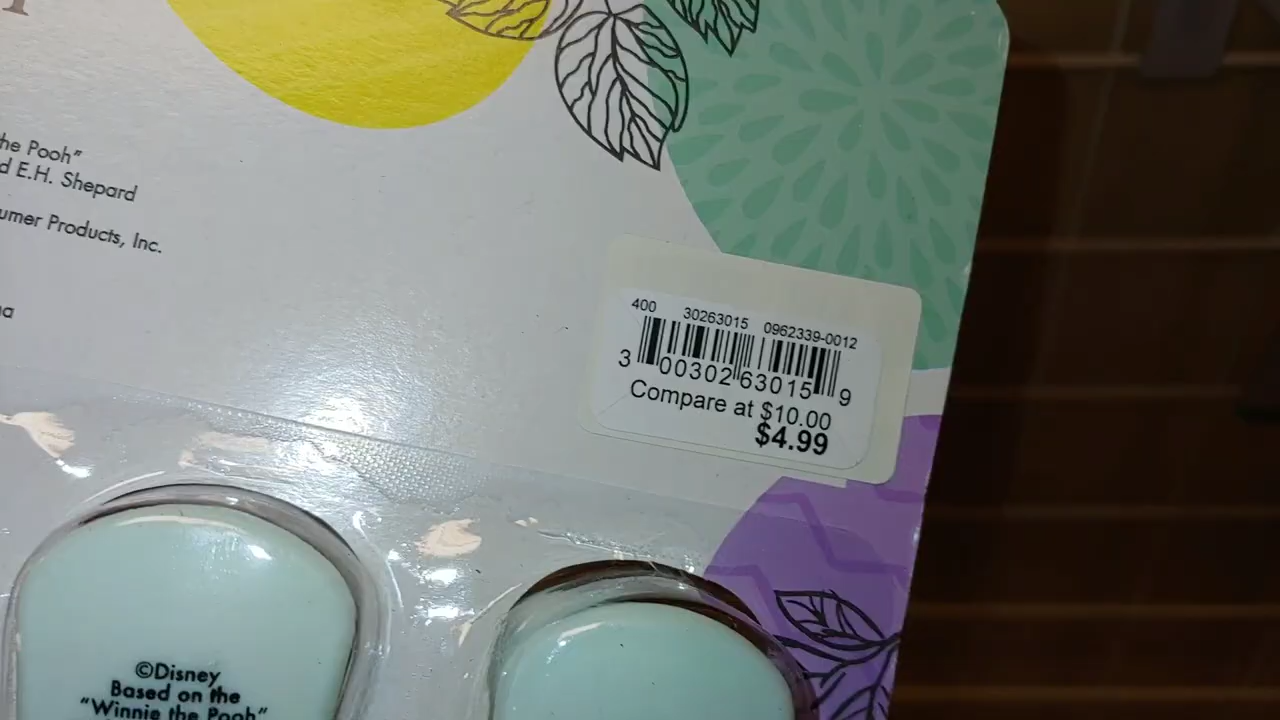 the Pooh"
d E.H. Shepard
umer Products, Inc.
400 30263015 0962339-0012
3 00302 63015 9
Compare at $10.00
$4.99
©Disney
Based on the
"Winnie the Pooh"